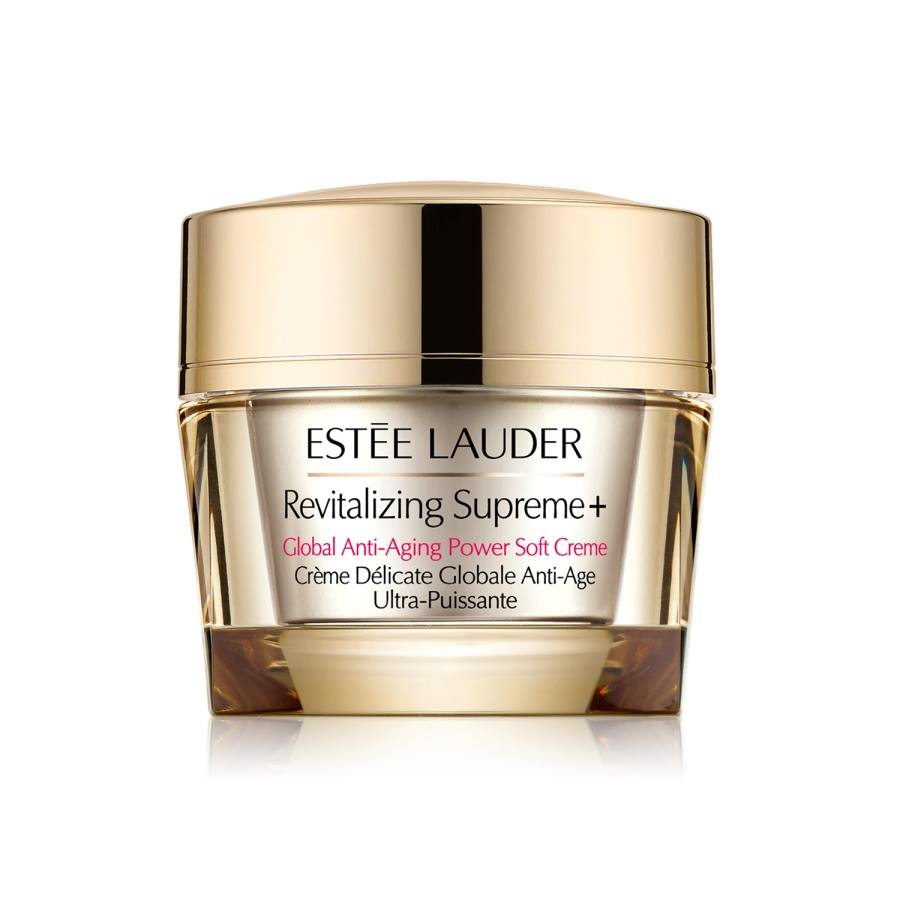 ESTĒE LAUDER
Revitalizing Supreme+
Global Anti-Aging Power Soft Creme
Crème Délicate Globale Anti-Age
Ultra-Puissante